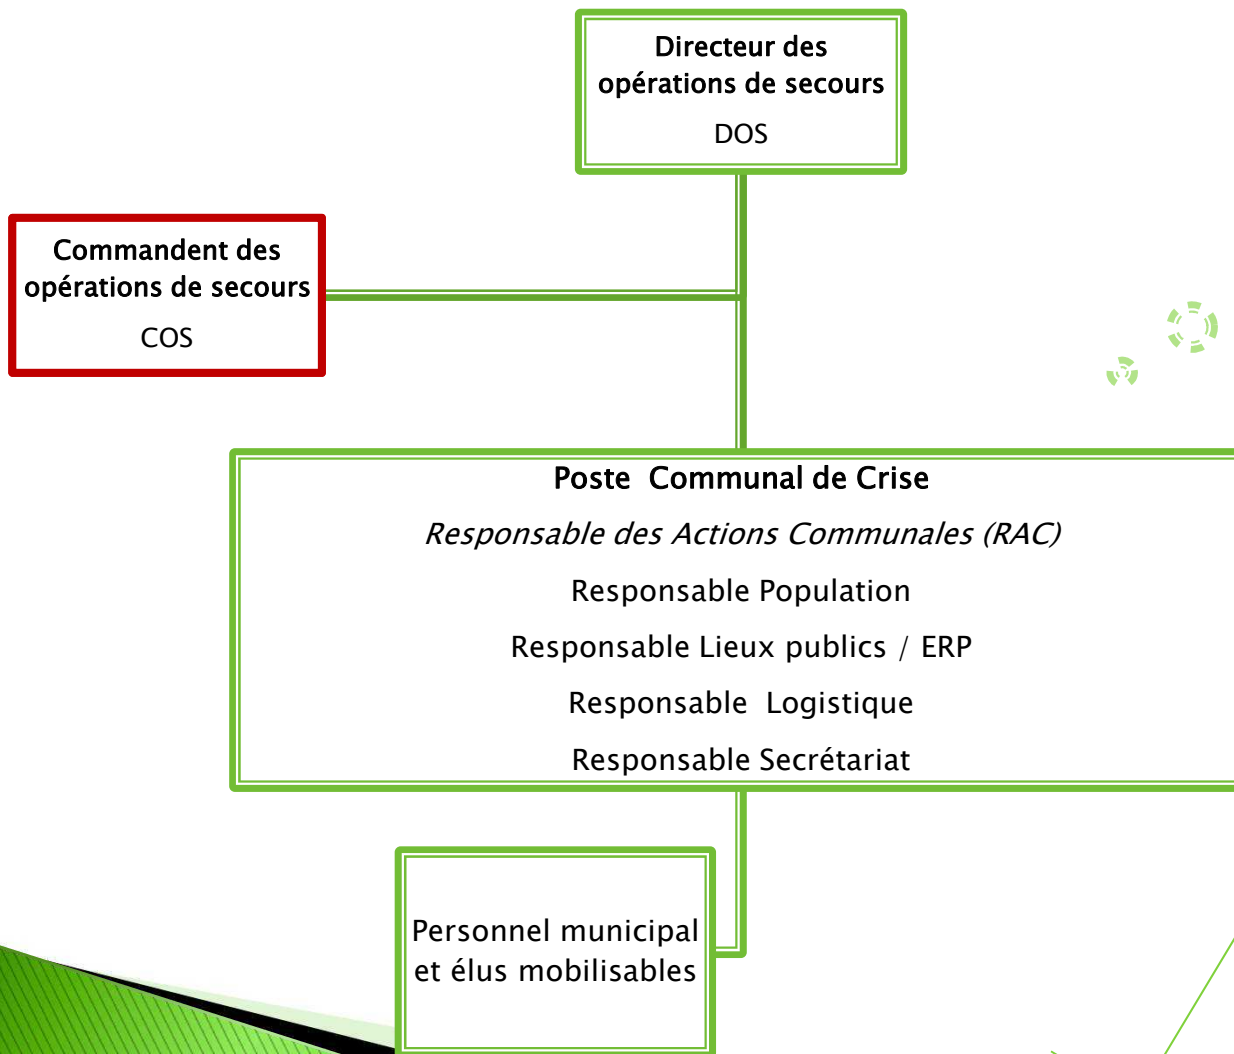 Directeur des
opérations de secours
DOS
Commandent des
opérations de secours
COS
Poste Communal de Crise
Responsable des Actions Communales (RAC)
Responsable Population
Responsable Lieux publics / ERP
Responsable Logistique
Responsable Secrétariat
Personnel municipal
et élus mobilisables